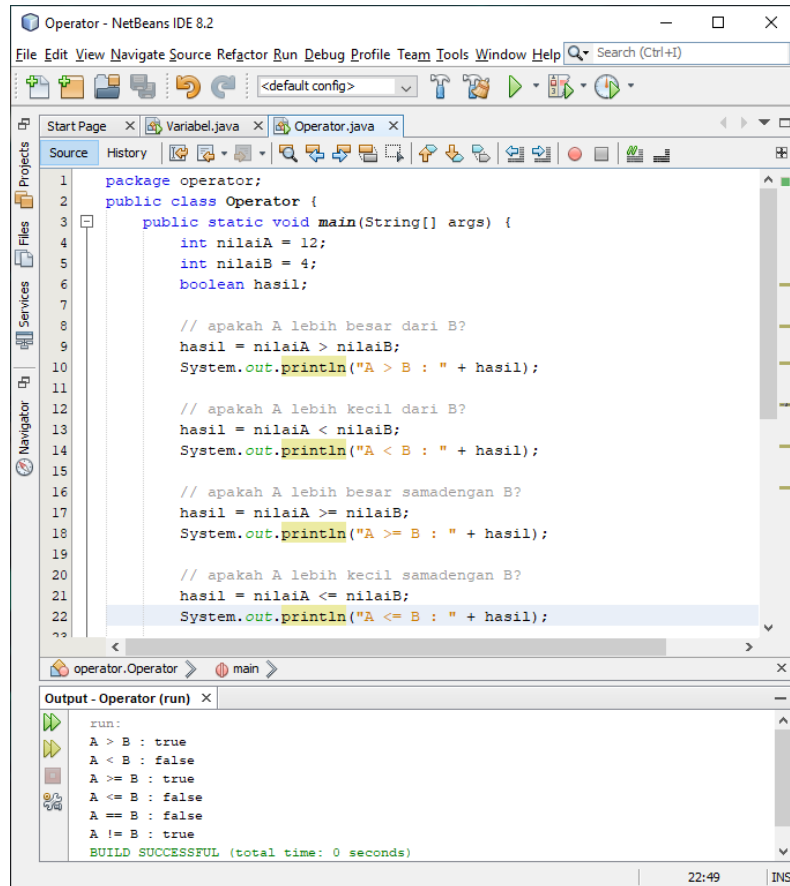 Operator - NetBeans IDE 8.2
File Edit View Navigate Source Refactor Run Debug Profile Team Tools Window Help Search (Ctrl+I)
<default config>
Start Page Variabel.java Operator.java
Source History
Projects
Files
Services
Navigator
1 package operator;
2 public class Operator {
3 public static void main(String[] args) {
4 int nilaiA = 12;
5 int nilaiB = 4;
6 boolean hasil;
7
8 // apakah A lebih besar dari B?
9 hasil = nilaiA > nilaiB;
10 System.out.println("A > B : " + hasil);
11
12 // apakah A lebih kecil dari B?
13 hasil = nilaiA < nilaiB;
14 System.out.println("A < B : " + hasil);
15
16 // apakah A lebih besar samadengan B?
17 hasil = nilaiA >= nilaiB;
18 System.out.println("A >= B : " + hasil);
19
20 // apakah A lebih kecil samadengan B?
21 hasil = nilaiA <= nilaiB;
22 System.out.println("A <= B : " + hasil);
23
operator.Operator main
Output - Operator (run)
run:
A > B : true
A < B : false
A >= B : true
A <= B : false
A == B : false
A != B : true
BUILD SUCCESSFUL (total time: 0 seconds)
22:49 INS